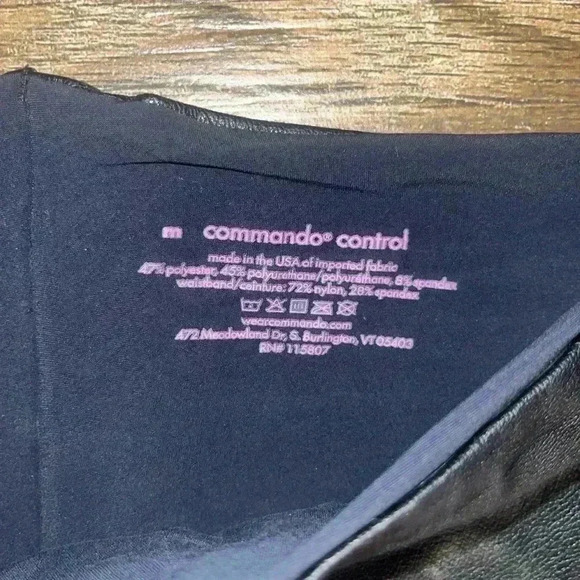 m commando® control
made in the USA of imported fabric
47% polyester, 45% polyurethane/polyuréthane, 8% spandex
waistband/ceinture: 72% nylon, 28% spandex
wearcommando.com
472 Meadowland Dr, S. Burlington, VT 05403
RN# 115807